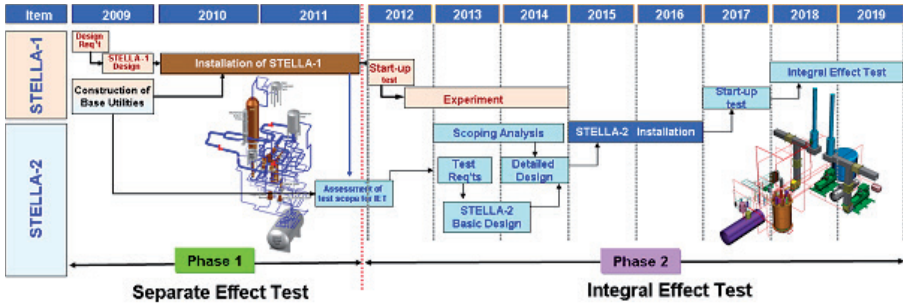 Item 2009 2010 2011 2012 2013 2014 2015 2016 2017 2018 2019
STELLA-1
Design
Req't
STELLA-1
Design
Installation of STELLA-1
Start-up
test
Integral Effect Test
Construction of
Base Utilities
Experiment
Start-up
test
STELLA-2
Scoping Analysis
STELLA-2 Installation
Test
Req'ts
Detailed
Design
Assessment of
test scope for IET
STELLA-2
Basic Design
Phase 1
Phase 2
Separate Effect Test
Integral Effect Test